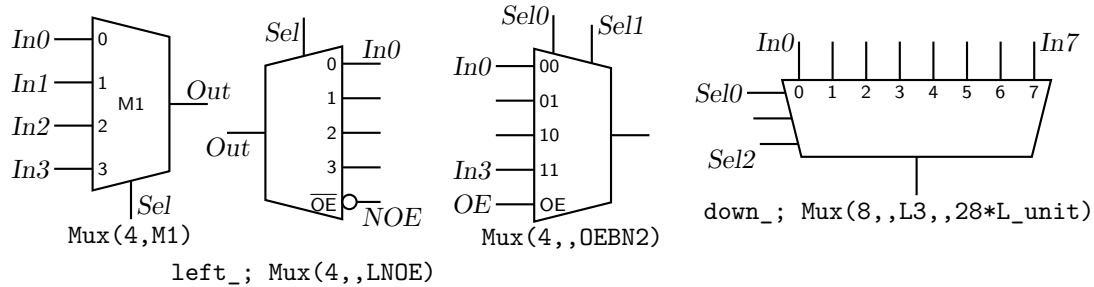 In0
In1
In2
In3
0
1
2
3
M1
Out
Sel
Mux(4,M1)
Sel
In0
0
1
2
3
OE
Out
NOE
left_; Mux(4,,LNOE)
Sel0
Sel1
In0
00
01
10
In3
11
OE
OE
Mux(4,,OEBN2)
In0
In7
Sel0
0 1 2 3 4 5 6 7
Sel2
down_; Mux(8,,L3,,28*L_unit)